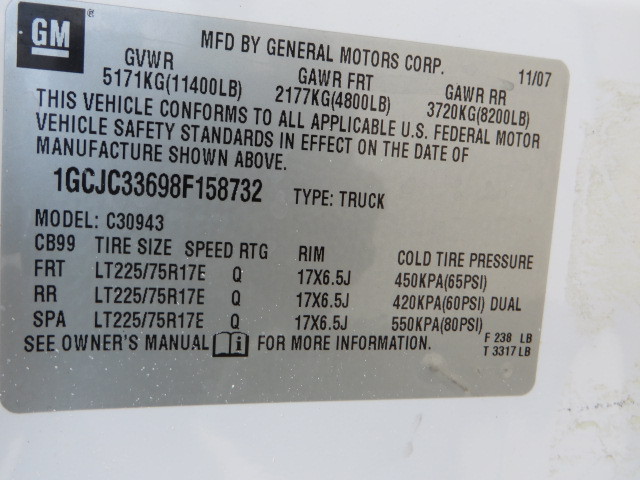 GM
MFD BY GENERAL MOTORS CORP. 11/07
GVWR GAWR FRT GAWR RR
5171KG(11400LB) 2177KG(4800LB) 3720KG(8200LB)
THIS VEHICLE CONFORMS TO ALL APPLICABLE U.S. FEDERAL MOTOR
VEHICLE SAFETY STANDARDS IN EFFECT ON THE DATE OF
MANUFACTURE SHOWN ABOVE.
1GCJC33698F158732 TYPE: TRUCK
MODEL: C30943
CB99 TIRE SIZE SPEED RTG RIM COLD TIRE PRESSURE
FRT LT225/75R17E Q 17X6.5J 450KPA(65PSI)
RR LT225/75R17E Q 17X6.5J 420KPA(60PSI) DUAL
SPA LT225/75R17E Q 17X6.5J 550KPA(80PSI)
SEE OWNER'S MANUAL i FOR MORE INFORMATION.
F 238 LB
T 3317 LB